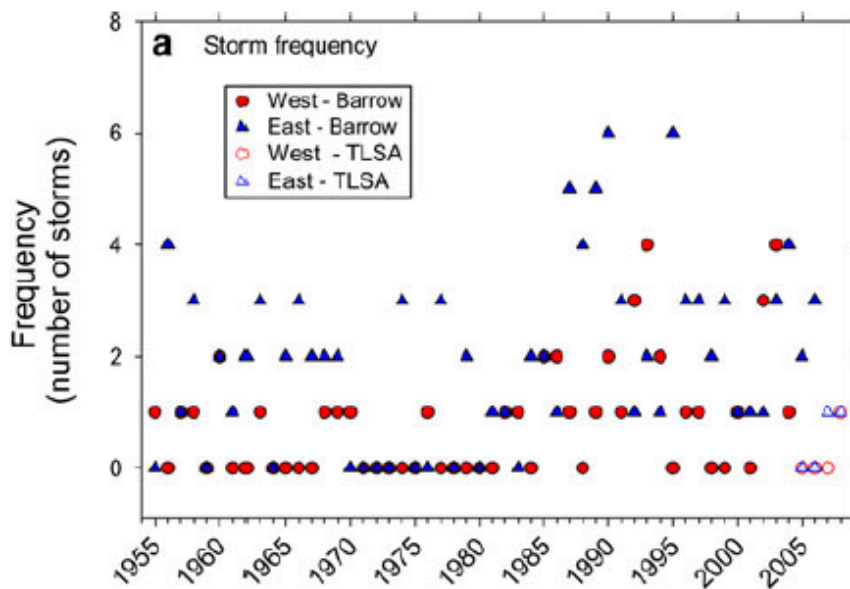 a Storm frequency
West - Barrow
East - Barrow
West - TLSA
East - TLSA
Frequency
(number of storms)
8
6
4
2
0
1955 1960 1965 1970 1975 1980 1985 1990 1995 2000 2005